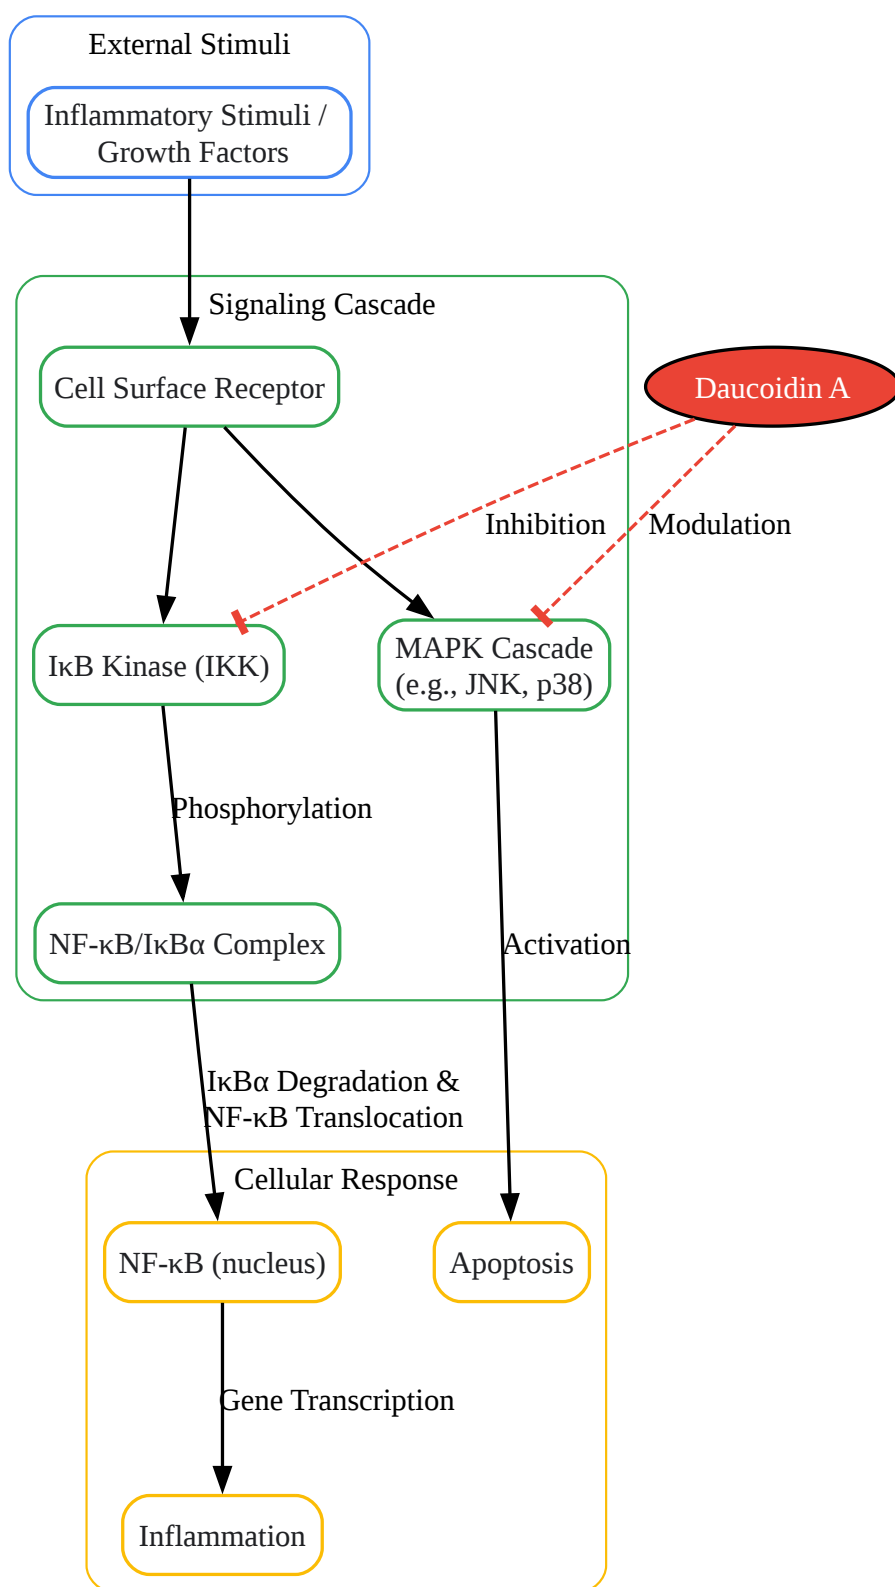 External Stimuli
Inflammatory Stimuli /
Growth Factors
Signaling Cascade
Cell Surface Receptor
Daucoidin A
Inhibition
Modulation
IκB Kinase (IKK)
MAPK Cascade
(e.g., JNK, p38)
Phosphorylation
NF-κB/IκBα Complex
Activation
IκBα Degradation &
NF-κB Translocation
Cellular Response
NF-κB (nucleus)
Apoptosis
Gene Transcription
Inflammation